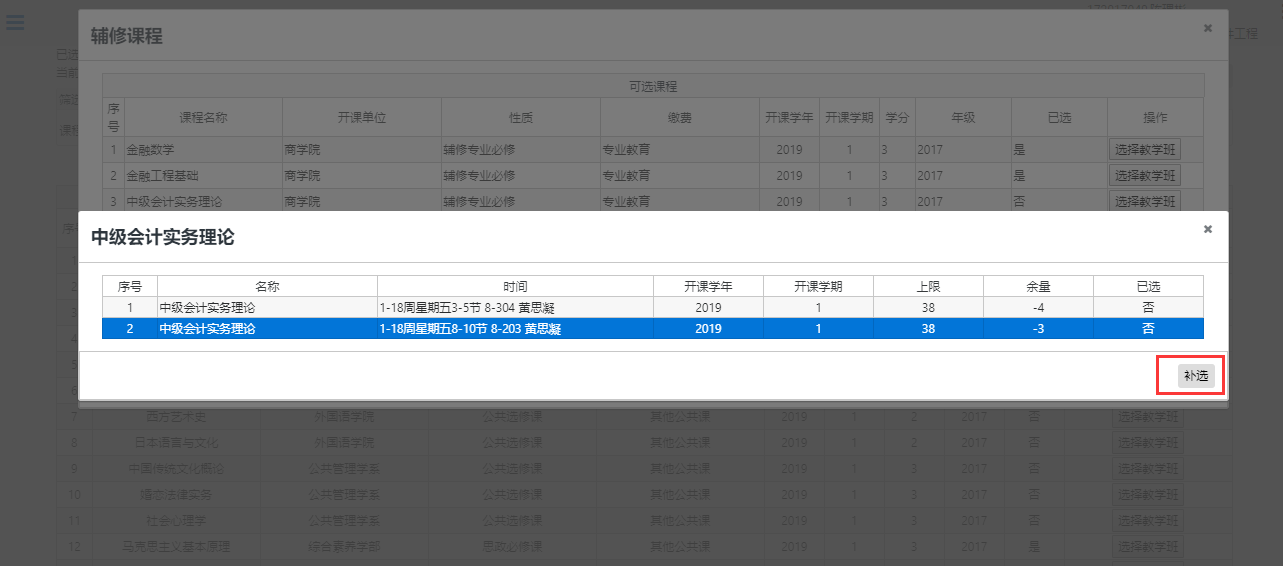 辅修课程 ×
可选课程
序号 课程名称 开课单位 性质 缴费 开课学年 开课学期 学分 年级 已选 操作
1 金融数学 商学院 辅修专业必修 专业教育 2019 1 3 2017 是 选择教学班
2 金融工程基础 商学院 辅修专业必修 专业教育 2019 1 3 2017 是 选择教学班
3 中级会计实务理论 商学院 辅修专业必修 专业教育 2019 1 3 2017 否 选择教学班
中级会计实务理论 ×
序号 名称 时间 开课学年 开课学期 上限 余量 已选
1 中级会计实务理论 1-18周星期五3-5节 8-304 黄思凝 2019 1 38 -4 否
2 中级会计实务理论 1-18周星期五8-10节 8-203 黄思凝 2019 1 38 -3 否
补选
7 西方艺术史 外国语学院 公共选修课 其他公共课 2019 1 2 2017 否 选择教学班
8 日本语言与文化 外国语学院 公共选修课 其他公共课 2019 1 2 2017 否 选择教学班
9 中国传统文化概论 公共管理学系 公共选修课 其他公共课 2019 1 3 2017 否 选择教学班
10 婚恋法律实务 公共管理学系 公共选修课 其他公共课 2019 1 3 2017 否 选择教学班
11 社会心理学 公共管理学系 公共选修课 其他公共课 2019 1 3 2017 否 选择教学班
12 马克思主义基本原理 综合素养学部 思政必修课 其他公共课 2019 1 3 2017 是 选择教学班